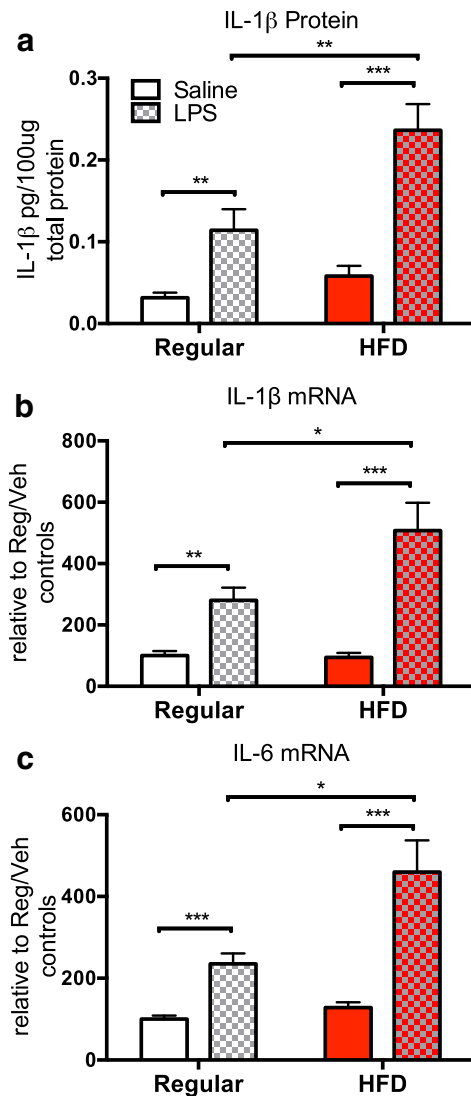 a
IL-1β Protein
**
***
0.3
Saline
LPS
0.2
**
0.1
0.0
IL-1β pg/100ug
total protein
Regular
HFD
b
IL-1β mRNA
*
***
800
600
**
400
200
0
relative to Reg/Veh
controls
Regular
HFD
c
IL-6 mRNA
*
***
600
400
***
200
0
relative to Reg/Veh
controls
Regular
HFD